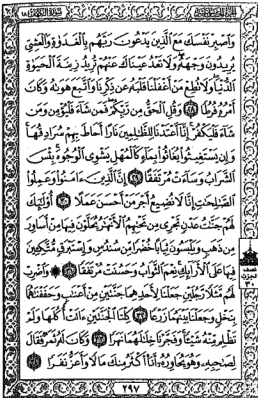 وَاصْبِرْ نَفْسَكَ مَعَ الَّذِينَ يَدْعُونَ رَبَّهُم بِالْغَدَاةِ وَالْعَشِيِّ
يُرِيدُونَ وَجْهَهُ وَلَا تَعْدُ عَيْنَاكَ عَنْهُمْ تُرِيدُ زِينَةَ الْحَيَوٰةِ
الدُّنْيَا وَلَا تُطِعْ مَنْ أَغْفَلْنَا قَلْبَهُ عَن ذِكْرِنَا وَاتَّبَعَ هَوَاهُ وَكَانَ
أَمْرُهُ فُرُطًا ٢٨ وَقُلِ الْحَقُّ مِن رَّبِّكُمْ فَمَن شَاءَ فَلْيُؤْمِن وَمَن
شَاءَ فَلْيَكْفُرْ إِنَّا أَعْتَدْنَا لِلظَّالِمِينَ نَارًا أَحَاطَ بِهِمْ سُرَادِقُهَا
وَإِن يَسْتَغِيثُوا يُغَاثُوا بِمَاءٍ كَالْمُهْلِ يَشْوِي الْوُجُوهَ بِئْسَ
الشَّرَابُ وَسَاءَتْ مُرْتَفَقًا ٢٩ إِنَّ الَّذِينَ ءَامَنُوا وَعَمِلُوا
الصَّالِحَاتِ إِنَّا لَا نُضِيعُ أَجْرَ مَنْ أَحْسَنَ عَمَلًا ٣٠ أُولَٰئِكَ
لَهُمْ جَنَّاتُ عَدْنٍ تَجْرِي مِن تَحْتِهِمُ الْأَنْهَارُ يُحَلَّوْنَ فِيهَا مِنْ أَسَاوِرَ
مِن ذَهَبٍ وَيَلْبَسُونَ ثِيَابًا خُضْرًا مِّن سُندُسٍ وَإِسْتَبْرَقٍ مُّتَّكِئِينَ
فِيهَا عَلَى الْأَرَائِكِ نِعْمَ الثَّوَابُ وَحَسُنَتْ مُرْتَفَقًا ٣١ وَاضْرِبْ
لَهُم مَّثَلًا رَّجُلَيْنِ جَعَلْنَا لِأَحَدِهِمَا جَنَّتَيْنِ مِنْ أَعْنَابٍ وَحَفَفْنَاهُمَا
بِنَخْلٍ وَجَعَلْنَا بَيْنَهُمَا زَرْعًا ٣٢ كِلْتَا الْجَنَّتَيْنِ ءَاتَتْ أُكُلَهَا وَلَمْ
تَظْلِم مِّنْهُ شَيْئًا وَفَجَّرْنَا خِلَالَهُمَا نَهَرًا ٣٣ وَكَانَ لَهُ ثَمَرٌ فَقَالَ
لِصَاحِبِهِ وَهُوَ يُحَاوِرُهُ أَنَا أَكْثَرُ مِنكَ مَالًا وَأَعَزُّ نَفَرًا ٣٤
٢٩٧